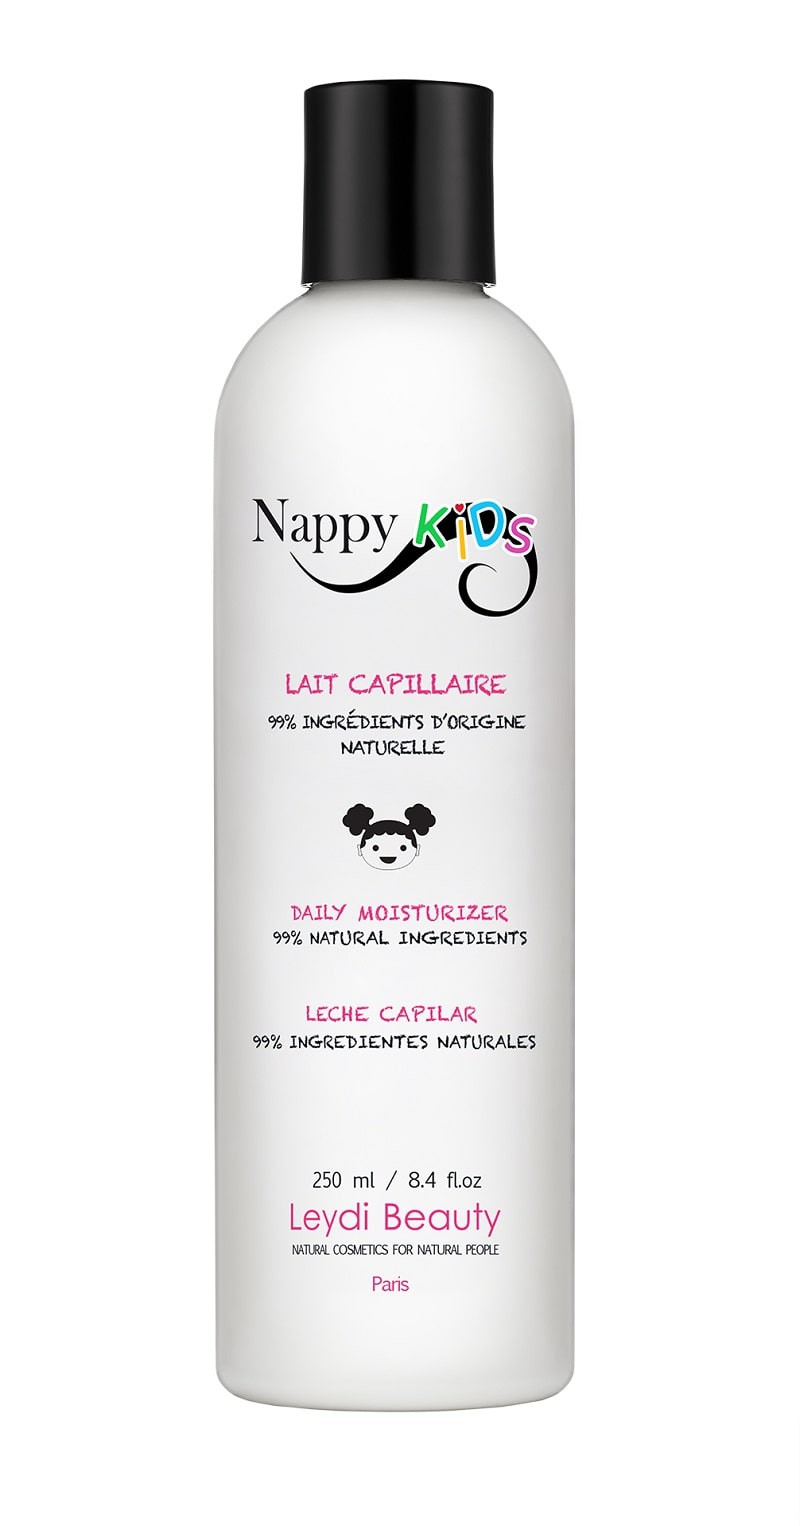 Nappy KiDS
LAIT CAPILLAIRE
99% INGRÉDIENTS D'ORIGINE
NATURELLE
DAILY MOISTURIZER
99% NATURAL INGREDIENTS
LECHE CAPILAR
99% INGREDIENTES NATURALES
250 ml / 8.4 fl.oz
Leydi Beauty
NATURAL COSMETICS FOR NATURAL PEOPLE
Paris